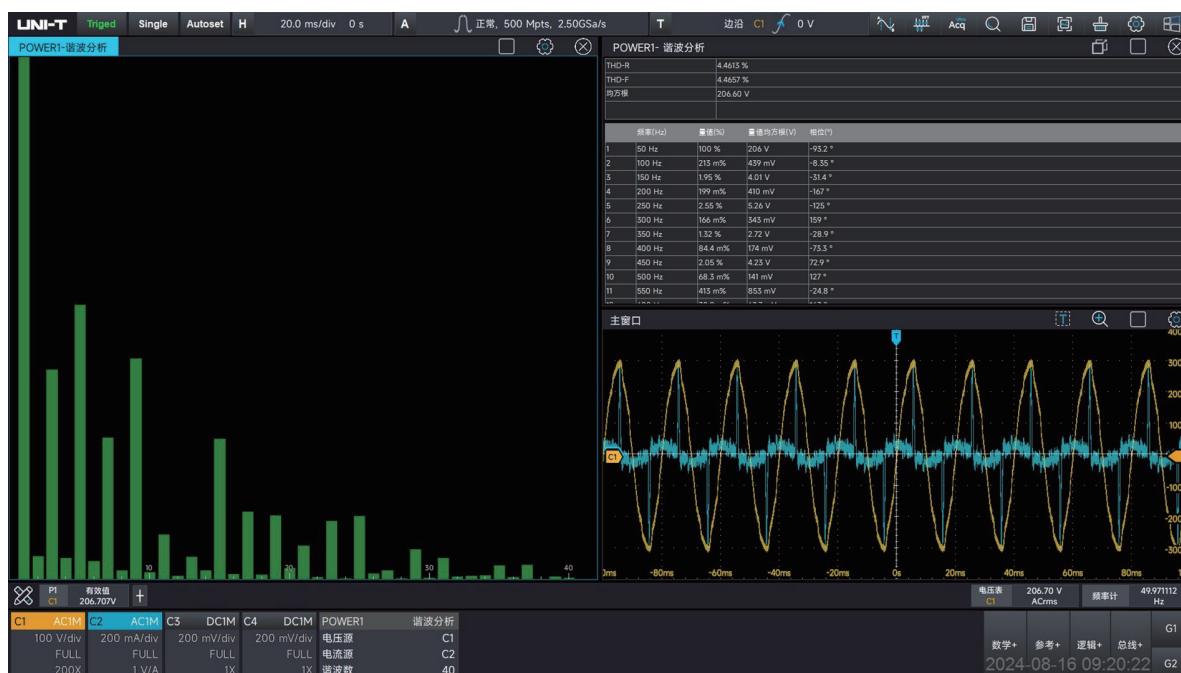 UNI-T Triged Single Autoset H 20.0 ms/div 0 s A 正常, 500 Mpts, 2.50GSa/s T 边沿 C1 0 V Acq
POWER1-谐波分析
10 20 30 40
POWER1- 谐波分析
THD-R 4.4613 %
THD-F 4.4657 %
均方根 206.60 V
频率(Hz) 量值(%) 量值均方根(V) 相位(°)
1 50 Hz 100 % 206 V -93.2 °
2 100 Hz 213 m% 439 mV -8.35 °
3 150 Hz 1.95 % 4.01 V -31.4 °
4 200 Hz 199 m% 410 mV -167 °
5 250 Hz 2.55 % 5.26 V -125 °
6 300 Hz 166 m% 343 mV 159 °
7 350 Hz 1.32 % 2.72 V -28.9 °
8 400 Hz 84.4 m% 174 mV -73.3 °
9 450 Hz 2.05 % 4.23 V 72.9 °
10 500 Hz 68.3 m% 141 mV 127 °
11 550 Hz 413 m% 853 mV -24.8 °
主窗口
T
400
300
200
100
C1
-100
-200
-300
0ms -80ms -60ms -40ms -20ms 0s 20ms 40ms 60ms 80ms
P1 有效值
C1 206.707V
电压表 206.70 V
C1 ACrms
频率计 49.971112
Hz
C1 AC1M C2 AC1M C3 DC1M C4 DC1M POWER1 谐波分析
100 V/div 200 mA/div 200 mV/div 200 mV/div 电压源 C1
FULL FULL FULL FULL 电流源 C2
200X 1 V/A 1X 1X 谐波数 40
数学+ 参考+ 逻辑+ 总线+
G1
G2
2024-08-16 09:20:22